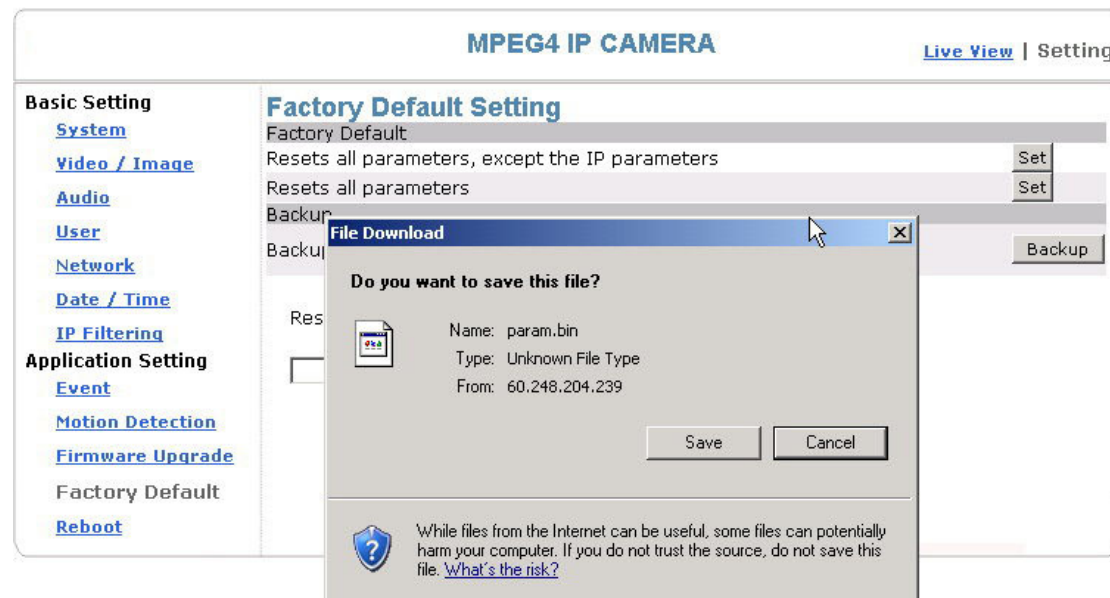 MPEG4 IP CAMERA
Live View | Setting
Basic Setting
System
Video / Image
Audio
User
Network
Date / Time
IP Filtering
Application Setting
Event
Motion Detection
Firmware Upgrade
Factory Default
Reboot
Factory Default Setting
Factory Default
Resets all parameters, except the IP parameters Set
Resets all parameters Set
Backup
Backup
File Download
Do you want to save this file?
Name: param.bin
Type: Unknown File Type
From: 60.248.204.239
Save Cancel
While files from the Internet can be useful, some files can potentially
harm your computer. If you do not trust the source, do not save this
file. What's the risk?